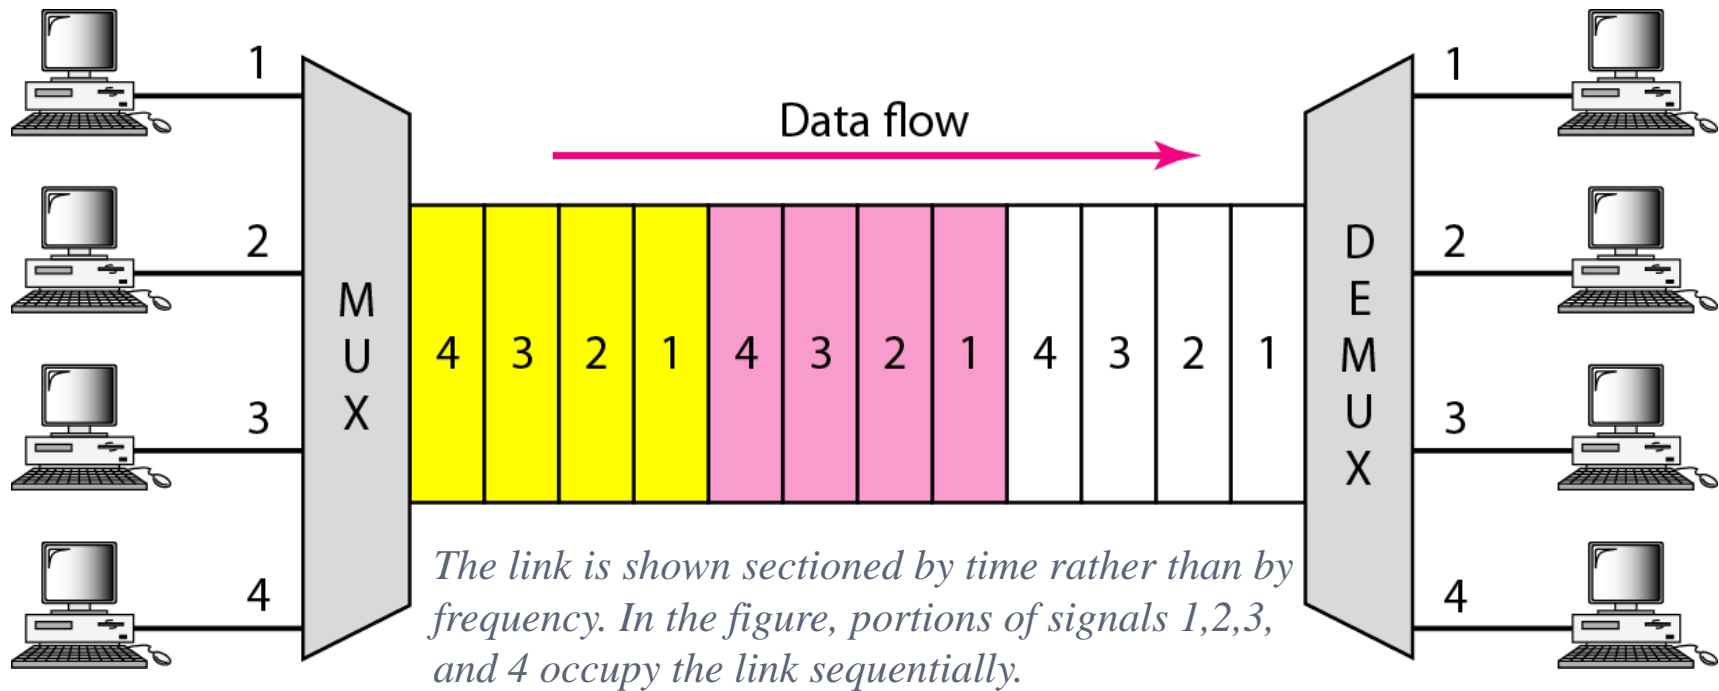 Data flow
1
2
3
4
MUX
4 3 2 1 4 3 2 1 4 3 2 1
DEMUX
1
2
3
4
The link is shown sectioned by time rather than by
frequency. In the figure, portions of signals 1,2,3,
and 4 occupy the link sequentially.